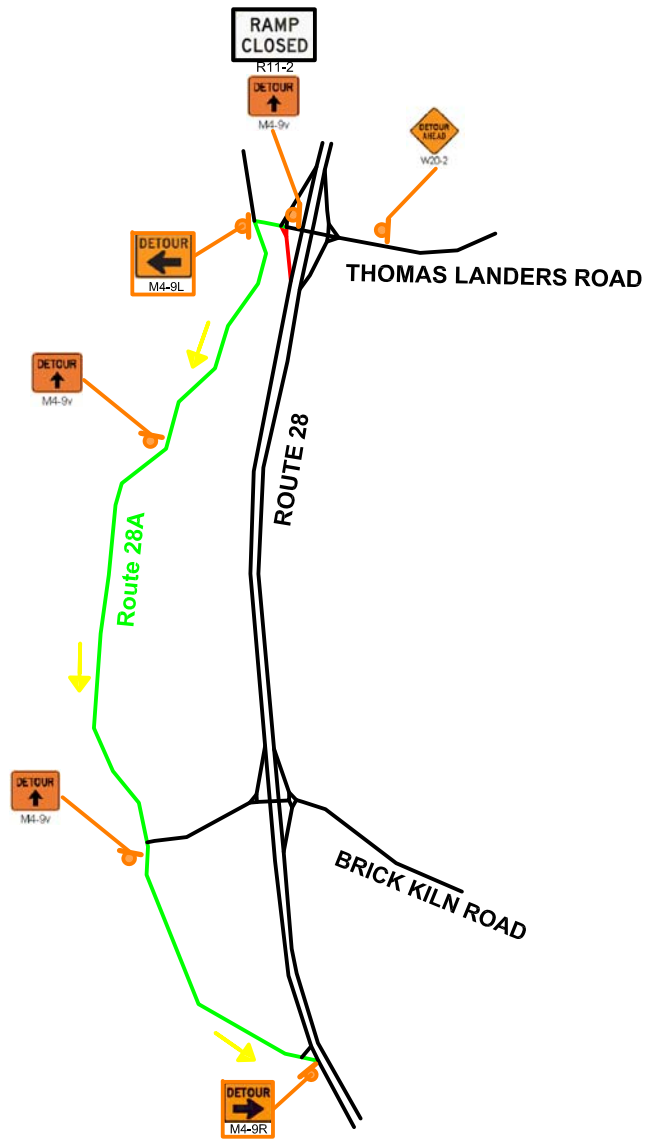 RAMP
CLOSED
R11-2
DETOUR
M4-9v
DETOUR
AHEAD
W20-2
DETOUR
M4-9L
THOMAS LANDERS ROAD
DETOUR
M4-9v
ROUTE 28
Route 28A
DETOUR
M4-9v
BRICK KILN ROAD
DETOUR
M4-9R